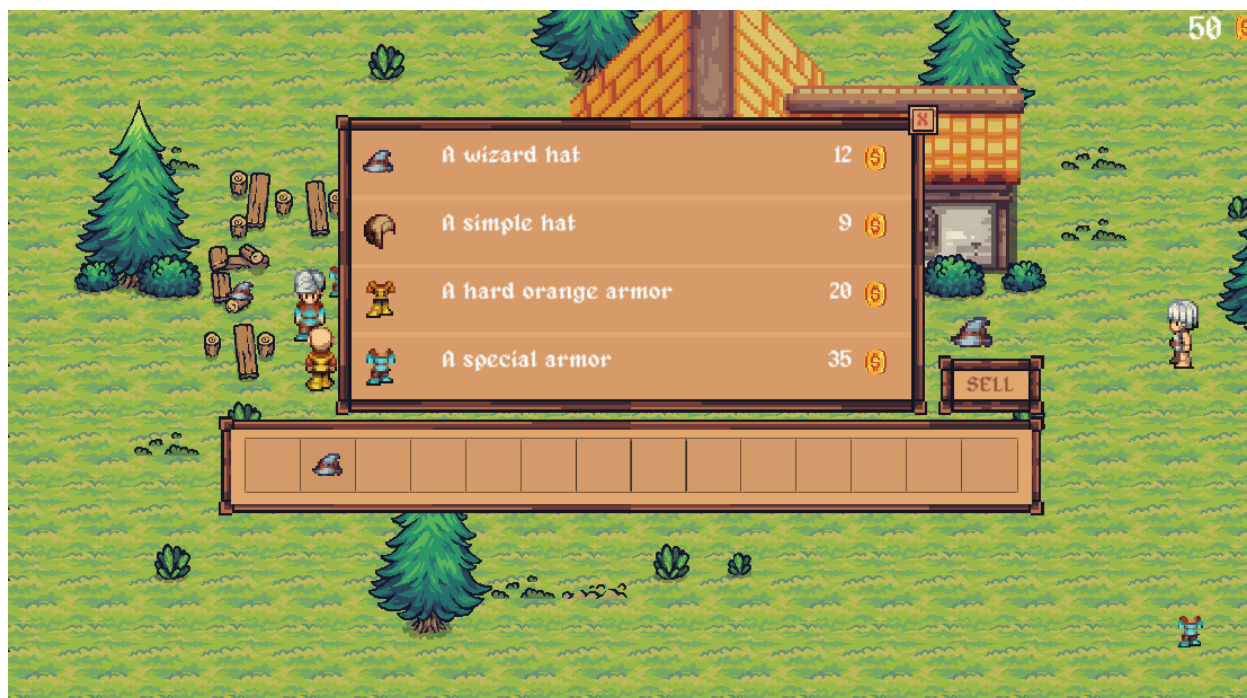 50
X
A wizard hat 12
A simple hat 9
A hard orange armor 20
A special armor 35
SELL